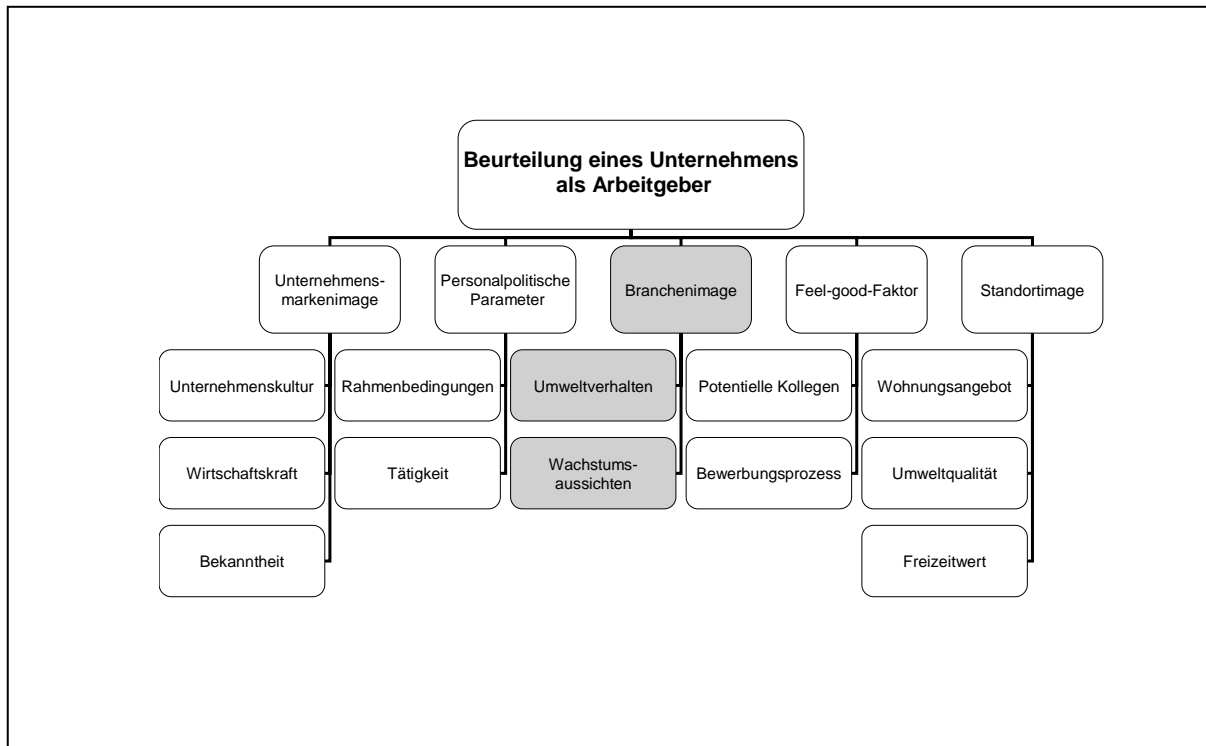 Beurteilung eines Unternehmens
als Arbeitgeber
Unternehmens-
markenimage
Personalpolitische
Parameter
Branchenimage
Feel-good-Faktor
Standortimage
Unternehmenskultur
Rahmenbedingungen
Umweltverhalten
Potentielle Kollegen
Wohnungsangebot
Wirtschaftskraft
Tätigkeit
Wachstums-
aussichten
Bewerbungsprozess
Umweltqualität
Bekanntheit
Freizeitwert